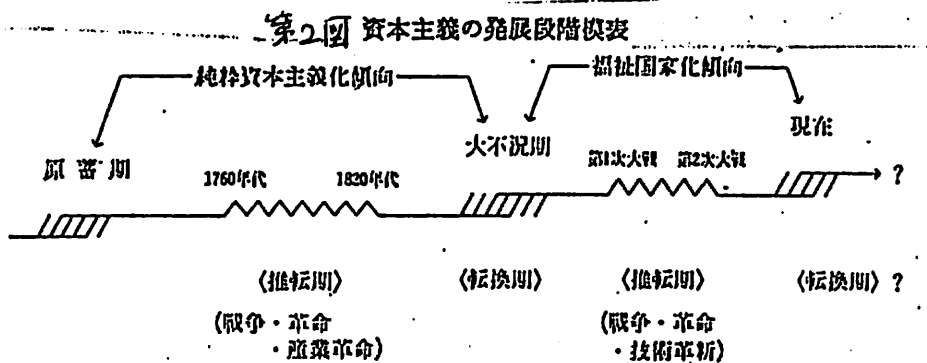 第2図 資本主義の発展段階模表
純粋資本主義化傾向
福祉国家化傾向
原蓄期
大不況期
現在
1760年代
1820年代
第1次大戦
第2次大戦
?
〈推転期〉
〈転換期〉
〈推転期〉
〈転換期〉?
(戦争・革命
・産業革命)
(戦争・革命
・技術革新)